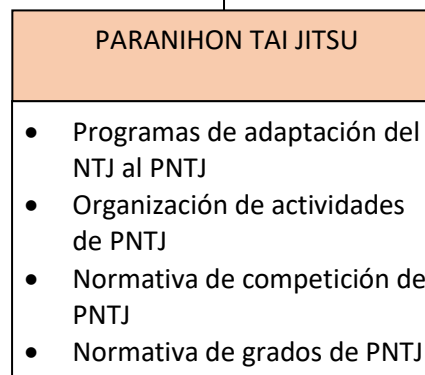 PARANIHON TAI JITSU
• Programas de adaptación del
NTJ al PNTJ
• Organización de actividades
de PNTJ
• Normativa de competición de
PNTJ
• Normativa de grados de PNTJ